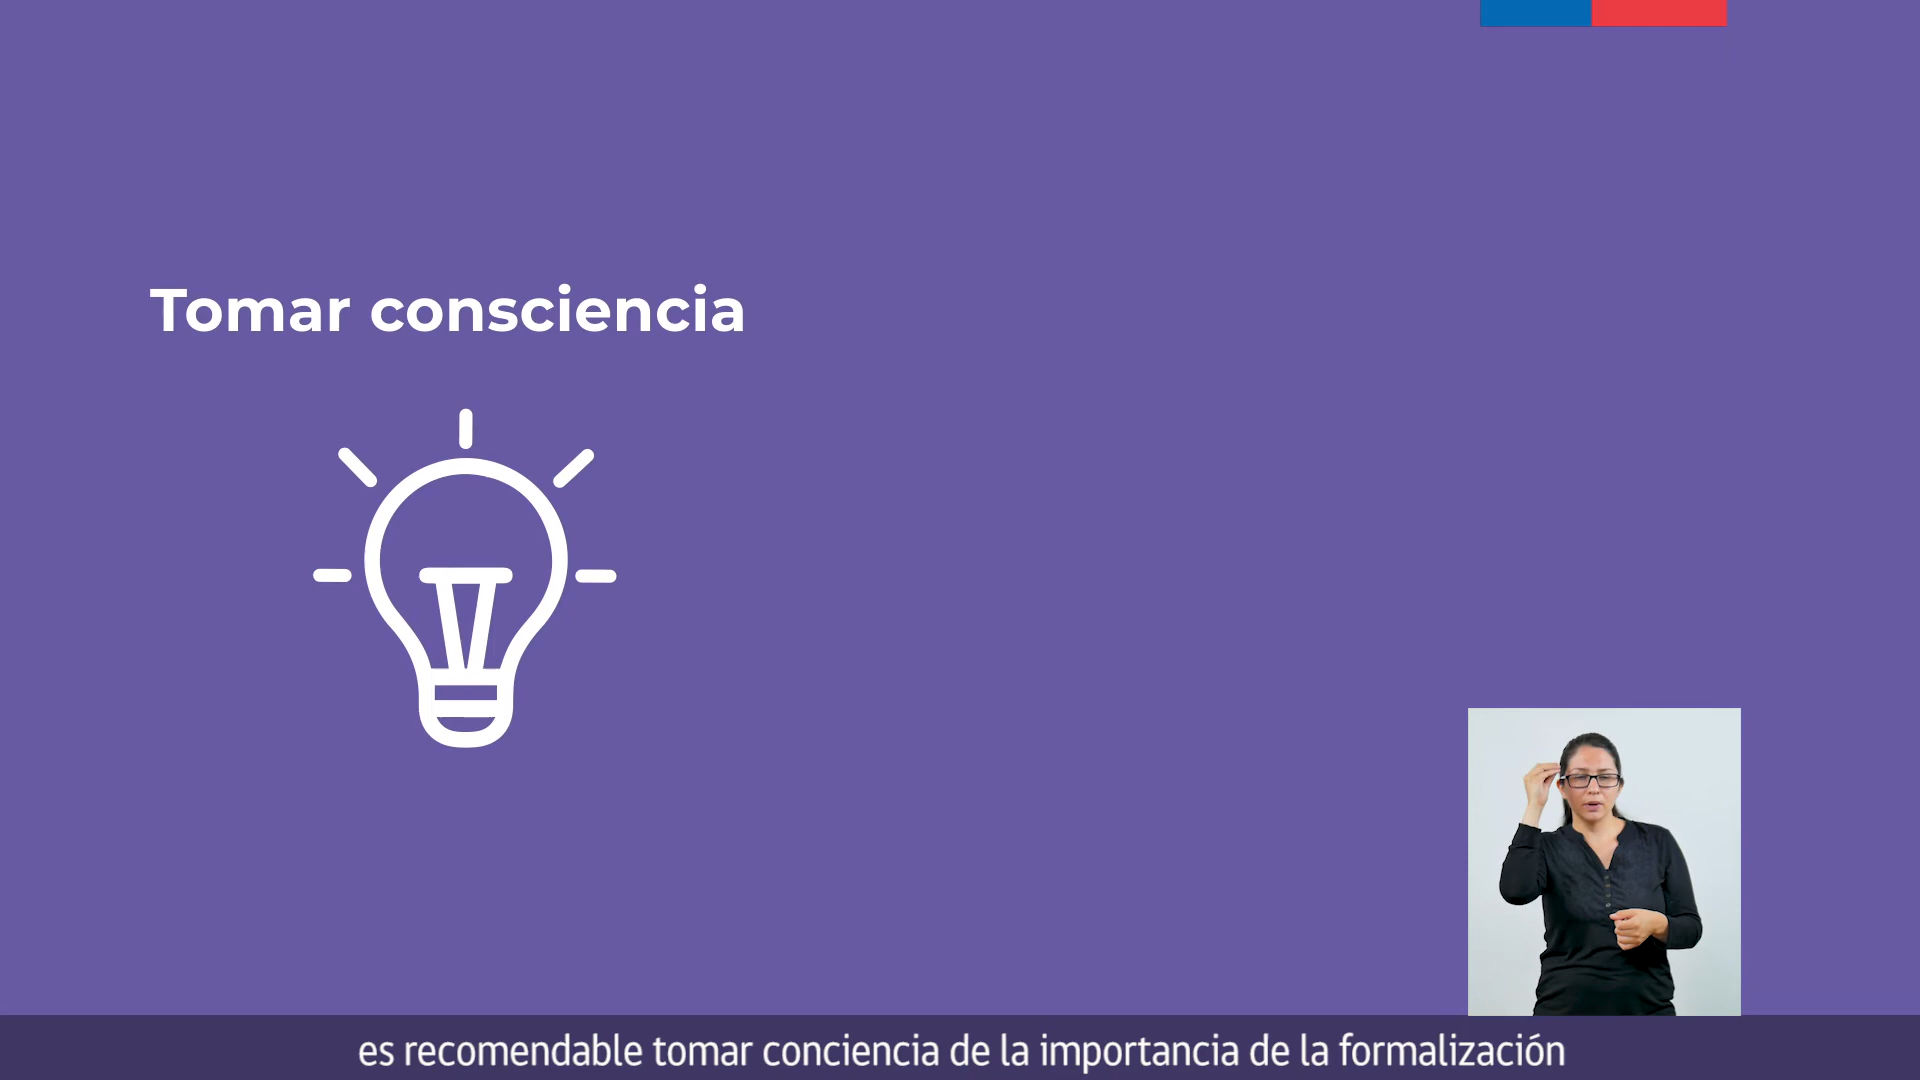 Tomar consciencia
es recomendable tomar conciencia de la importancia de la formalización